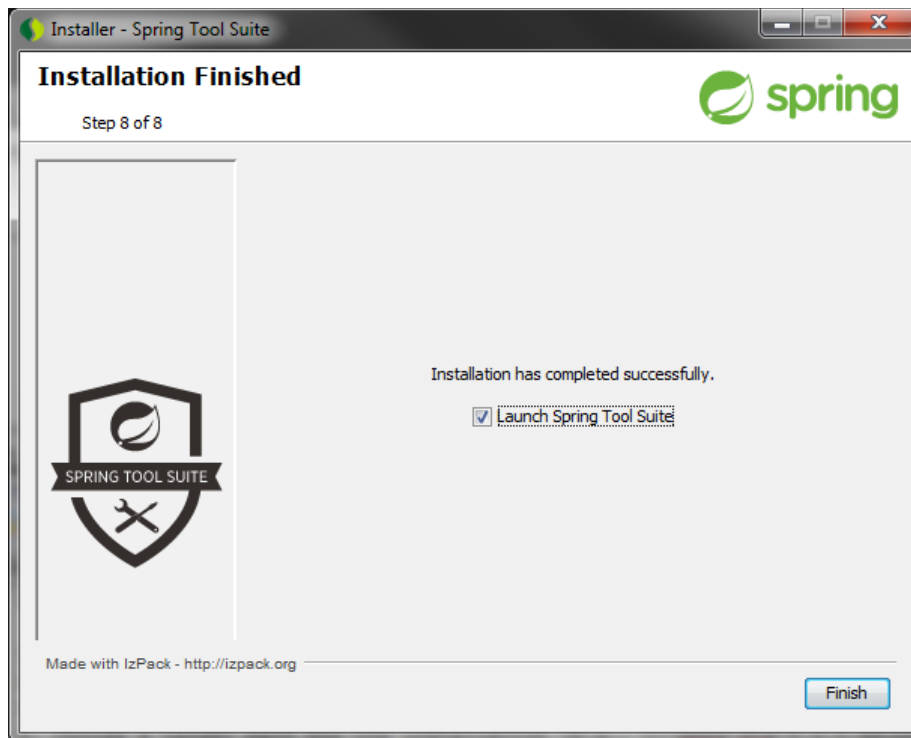 Installer - Spring Tool Suite
Installation Finished
Step 8 of 8
spring
Installation has completed successfully.
Launch Spring Tool Suite
SPRING TOOL SUITE
Made with IzPack - http://izpack.org
Finish